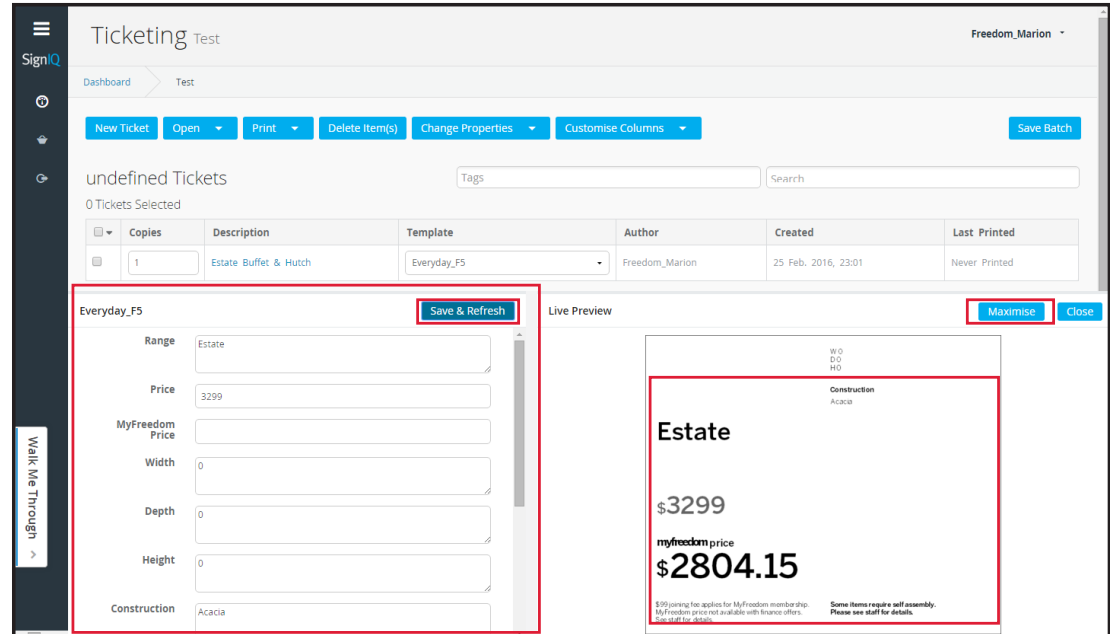 Ticketing Test
Freedom_Marion
SignIQ
Dashboard Test
New Ticket Open Print Delete Item(s) Change Properties Customise Columns Save Batch
undefined Tickets
Tags
Search
0 Tickets Selected
Copies Description Template Author Created Last Printed
1 Estate Buffet & Hutch Everyday_F5 Freedom_Marion 25 Feb. 2016, 23:01 Never Printed
Everyday_F5 Save & Refresh
Range Estate
Price 3299
MyFreedom
Price
Width 0
Depth 0
Height 0
Construction Acacia
Live Preview Maximise Close
WO
DO
HO
Construction
Acacia
Estate
$3299
myfreedom price
$2804.15
$99 joining fee applies for MyFreedom membership.
MyFreedom price not available with finance offers.
See staff for details.
Some items require self assembly.
Please see staff for details.
Walk Me Through >